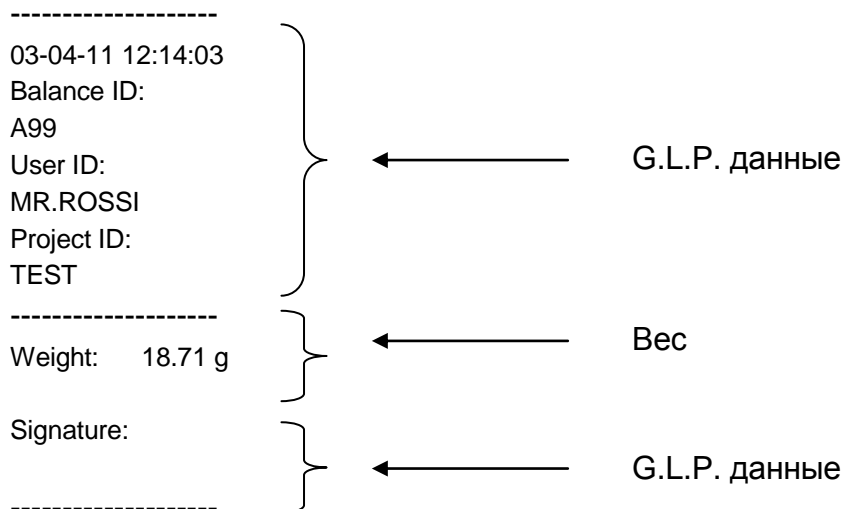 --------------------
03-04-11 12:14:03
Balance ID:
A99
User ID:
MR.ROSSI
Project ID:
TEST
G.L.P. данные
--------------------
Weight: 18.71 g
Вес
Signature:
G.L.P. данные
--------------------